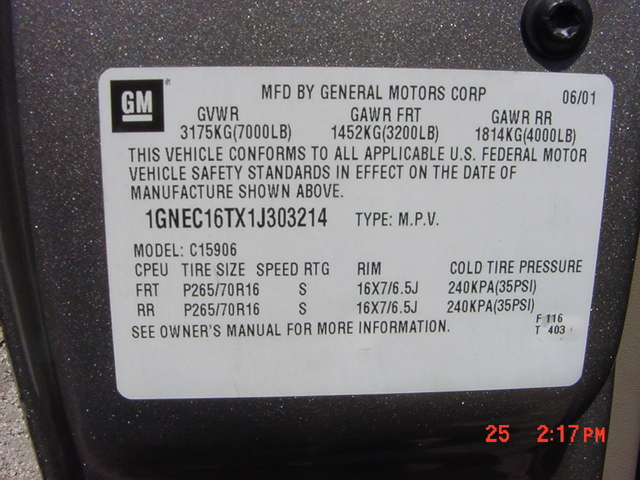 GM
MFD BY GENERAL MOTORS CORP 06/01
GVWR GAWR FRT GAWR RR
3175KG(7000LB) 1452KG(3200LB) 1814KG(4000LB)
THIS VEHICLE CONFORMS TO ALL APPLICABLE U.S. FEDERAL MOTOR
VEHICLE SAFETY STANDARDS IN EFFECT ON THE DATE OF
MANUFACTURE SHOWN ABOVE.
1GNEC16TX1J303214 TYPE: M.P.V.
MODEL: C15906
CPEU TIRE SIZE SPEED RTG RIM COLD TIRE PRESSURE
FRT P265/70R16 S 16X7/6.5J 240KPA(35PSI)
RR P265/70R16 S 16X7/6.5J 240KPA(35PSI)
SEE OWNER'S MANUAL FOR MORE INFORMATION.
F 116
T 403
25 2:17PM